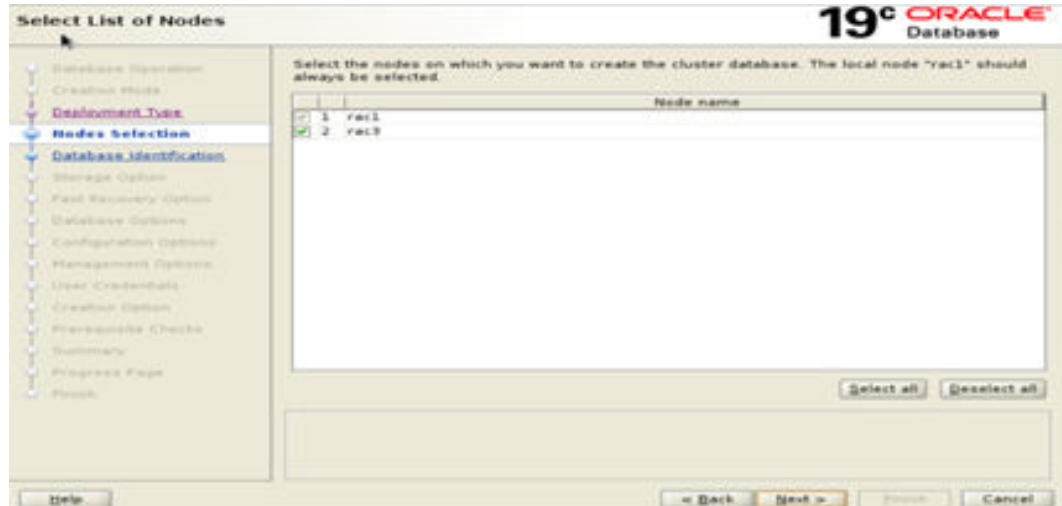 Select List of Nodes
19c ORACLE
Database
Database Operation
Creation Mode
Deployment Type
Nodes Selection
Database Identification
Storage Option
Fast Recovery Option
Database Options
Configuration Options
Management Options
User Credentials
Creation Option
Prerequisite Checks
Summary
Progress Page
Finish
Select the nodes on which you want to create the cluster database. The local node "rac1" should
always be selected
Node name
1 rac1
2 rac3
Select all Deselect all
Help
< Back Next > Finish Cancel